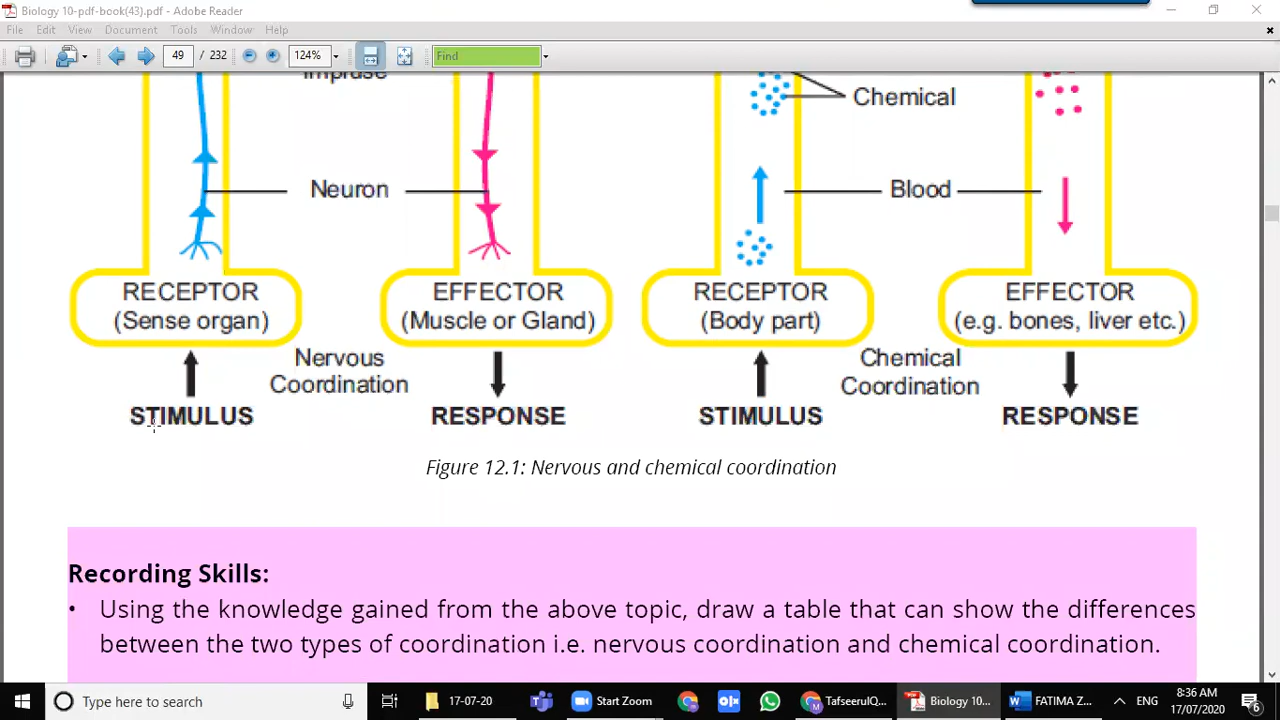 Biology 10-pdf-book(43).pdf - Adobe Reader
File Edit View Document Tools Window Help
49 / 232 124% Find
Impulse
Chemical
Neuron
Blood
RECEPTOR
(Sense organ)
EFFECTOR
(Muscle or Gland)
RECEPTOR
(Body part)
EFFECTOR
(e.g. bones, liver etc.)
Nervous
Coordination
Chemical
Coordination
STIMULUS
RESPONSE
STIMULUS
RESPONSE
Figure 12.1: Nervous and chemical coordination
Recording Skills:
• Using the knowledge gained from the above topic, draw a table that can show the differences
between the two types of coordination i.e. nervous coordination and chemical coordination.
Type here to search
17-07-20
Start Zoom
TafseerulQ...
Biology 10...
FATIMA Z...
ENG
8:36 AM
17/07/2020
6